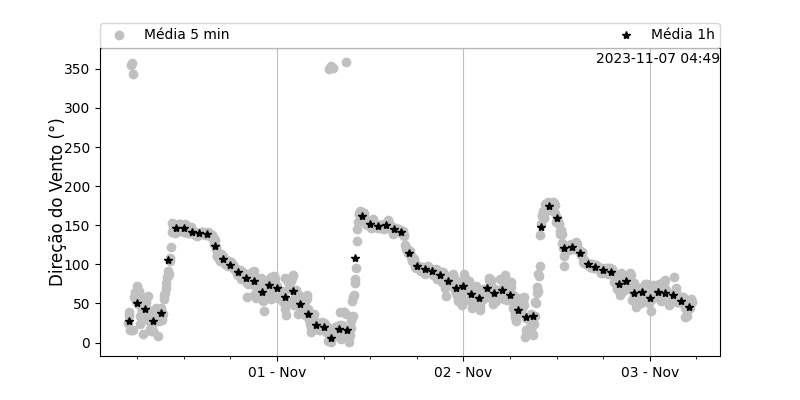 Média 5 min
Média 1h
2023-11-07 04:49
Direção do Vento (°)
350
300
250
200
150
100
50
0
01 - Nov
02 - Nov
03 - Nov